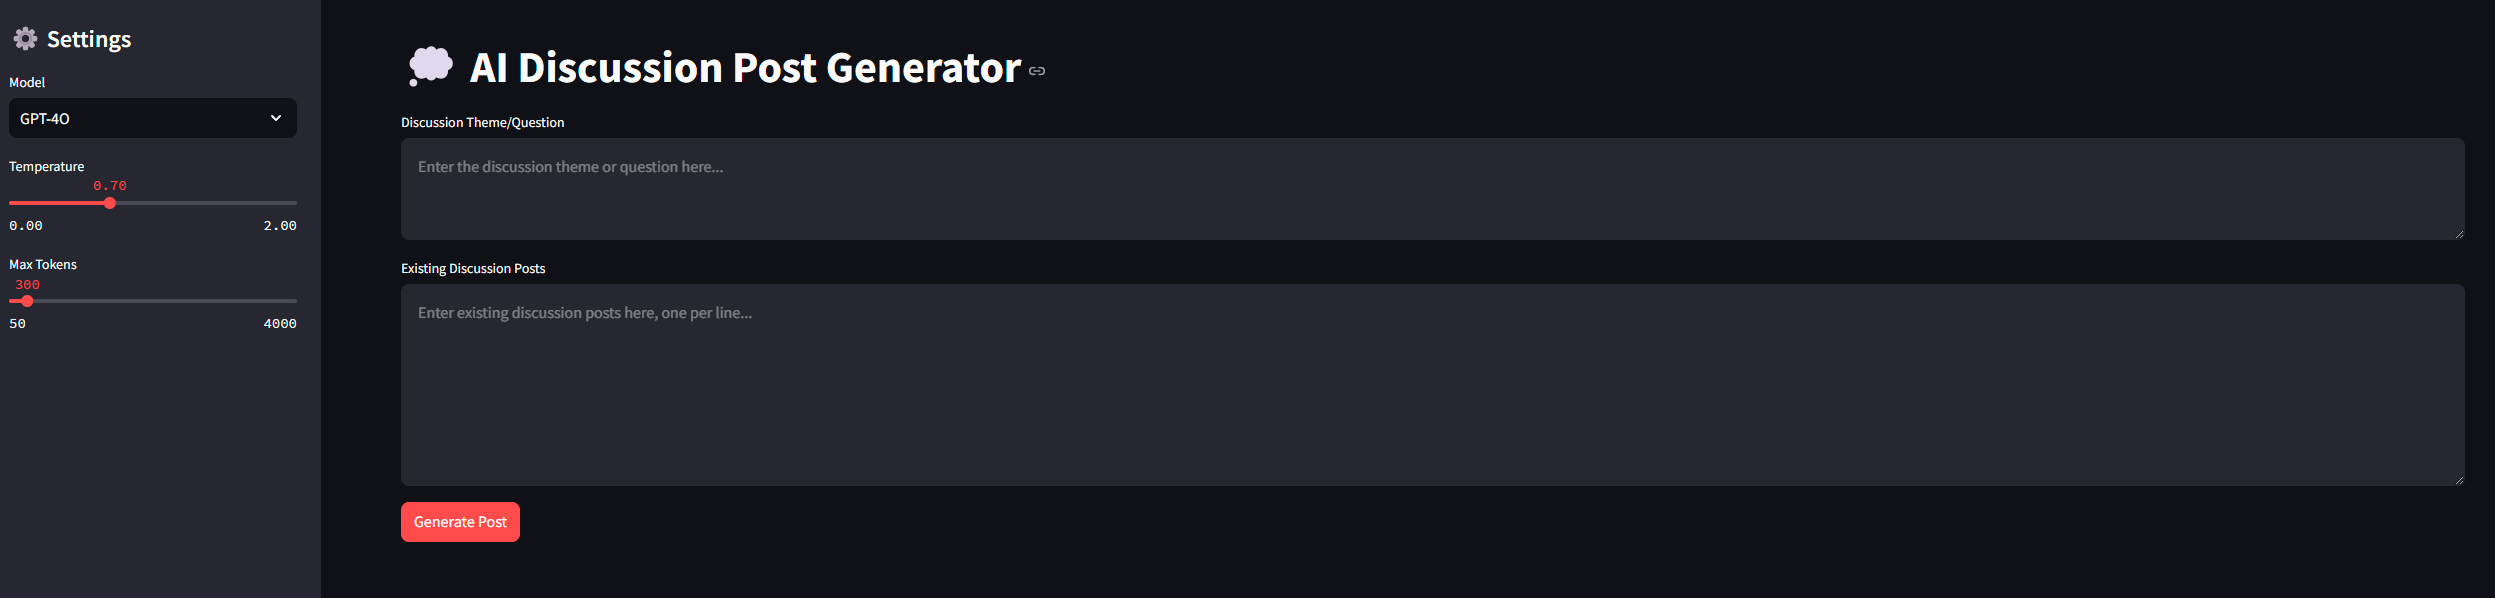 Settings
Model
GPT-4O
Temperature
0.70
0.00 2.00
Max Tokens
300
50 4000
AI Discussion Post Generator
Discussion Theme/Question
Enter the discussion theme or question here...
Existing Discussion Posts
Enter existing discussion posts here, one per line...
Generate Post